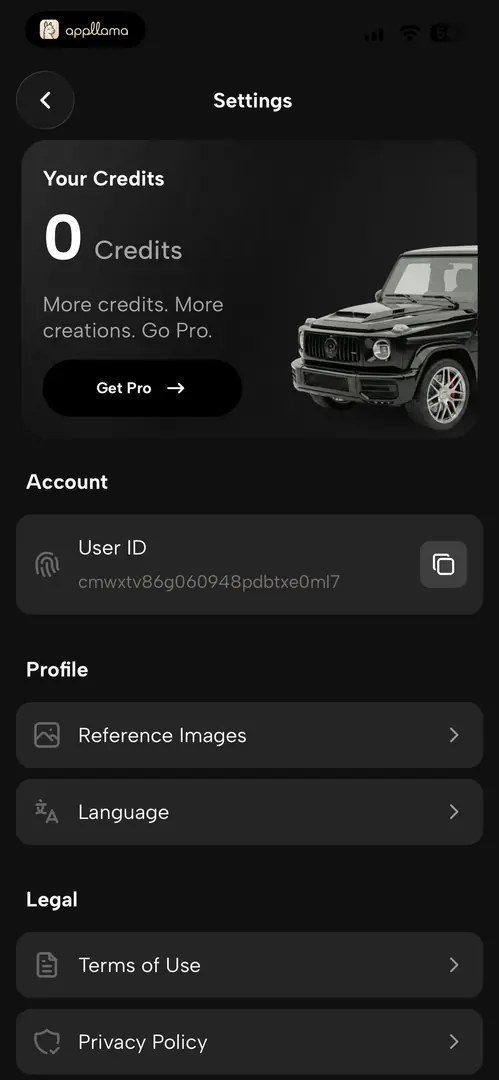 appllama
Settings
Your Credits
0 Credits
More credits. More
creations. Go Pro.
Get Pro
Account
User ID
cmwxtv86g060948pdbtxe0ml7
Profile
Reference Images
Language
Legal
Terms of Use
Privacy Policy